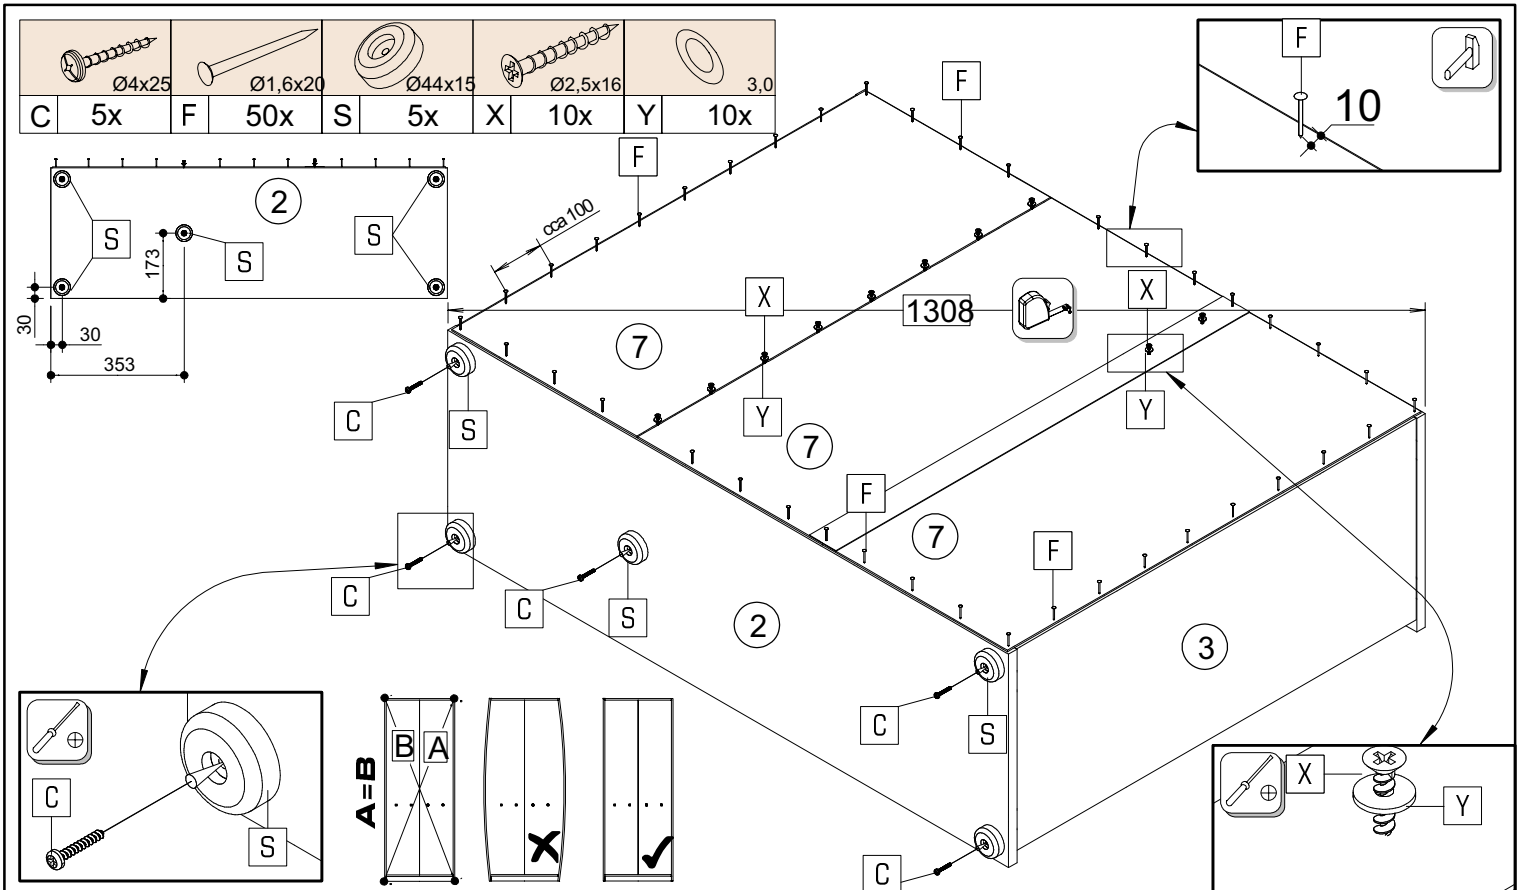 Ø4x25 Ø1,6x20 Ø44x15 Ø2,5x16 3,0
C 5x F 50x S 5x X 10x Y 10x
F
10
F
F
2
S
S
S
173
30
30
353
cca 100
X
1308
X
7
Y
Y
C
S
7
F
7
F
C
C
S
2
3
C
S
C
S
B A
A=B
C
X
Y